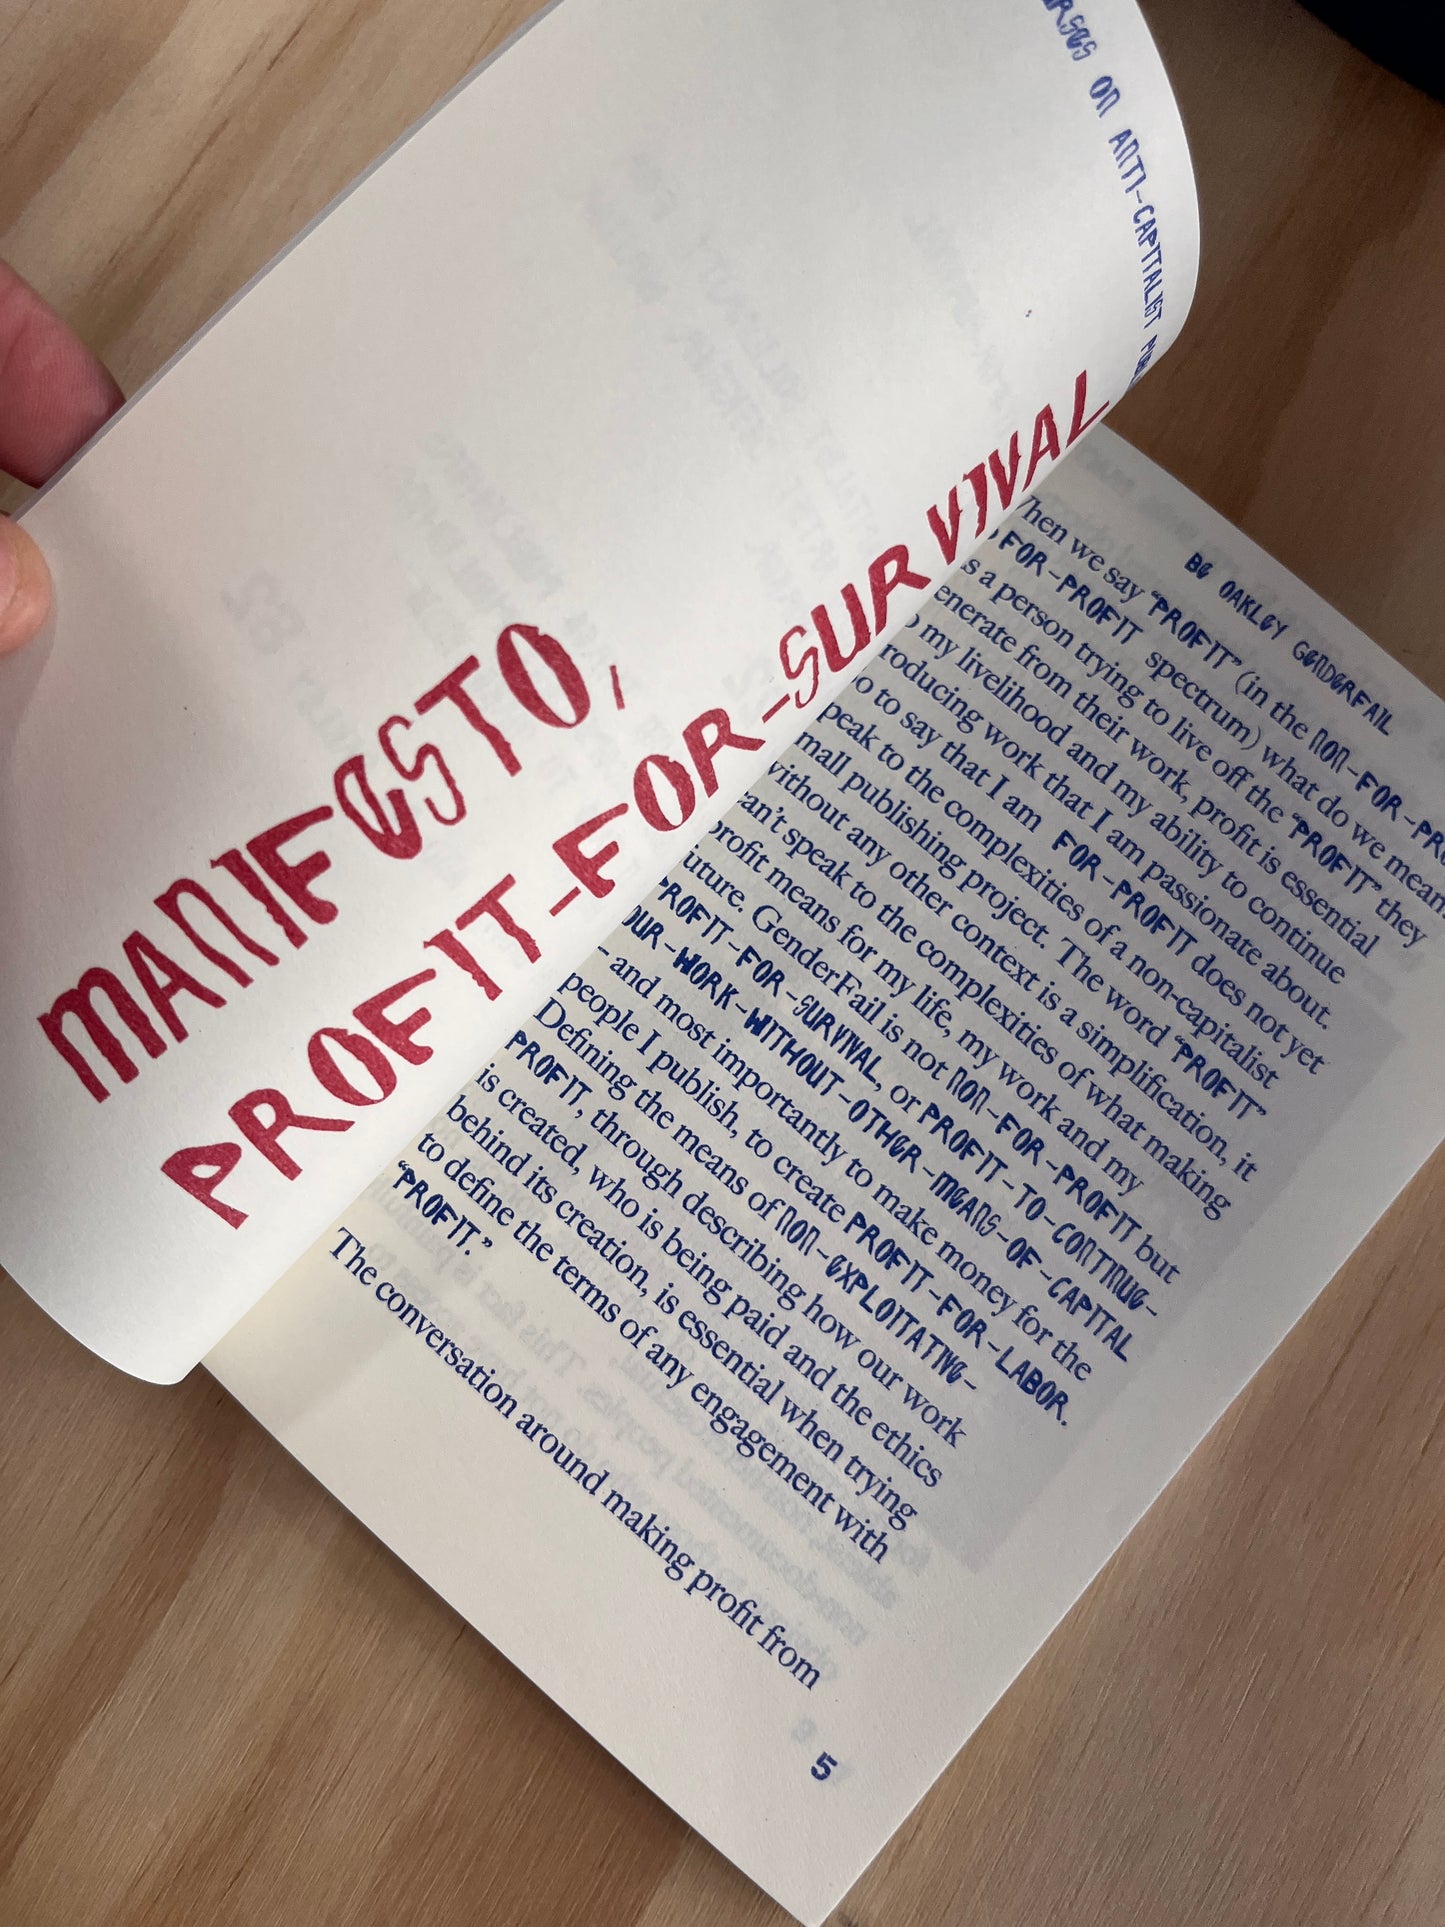 ON ANTI-CAPITALIST
MANIFESTO,
PROFIT-FOR-SURVIVAL
BE OAKLEY GENDERFAIL
When we say “PROFIT” (in the NON-FOR-PRO
FOR-PROFIT spectrum) what do we mean
s a person trying to live off the “PROFIT” they
enerate from their work, profit is essential
o my livelihood and my ability to continue
roducing work that I am passionate about.
o to say that I am FOR-PROFIT does not yet
peak to the complexities of a non-capitalist
mall publishing project. The word “PROFIT”
without any other context is a simplification, it
can’t speak to the complexities of what making
profit means for my life, my work and my
future. GenderFail is not NON-FOR-PROFIT but
PROFIT-FOR-SURVIVAL, or PROFIT-TO-CONTINUE-
OUR-WORK-WITHOUT-OTHER-MEANS-OF-CAPITAL
– and most importantly to make money for the
people I publish, to create PROFIT-FOR-LABOR.
Defining the means of NON-EXPLOITATIVE-
PROFIT, through describing how our work
is created, who is being paid and the ethics
behind its creation, is essential when trying
to define the terms of any engagement with
“PROFIT.”
The conversation around making profit from
5